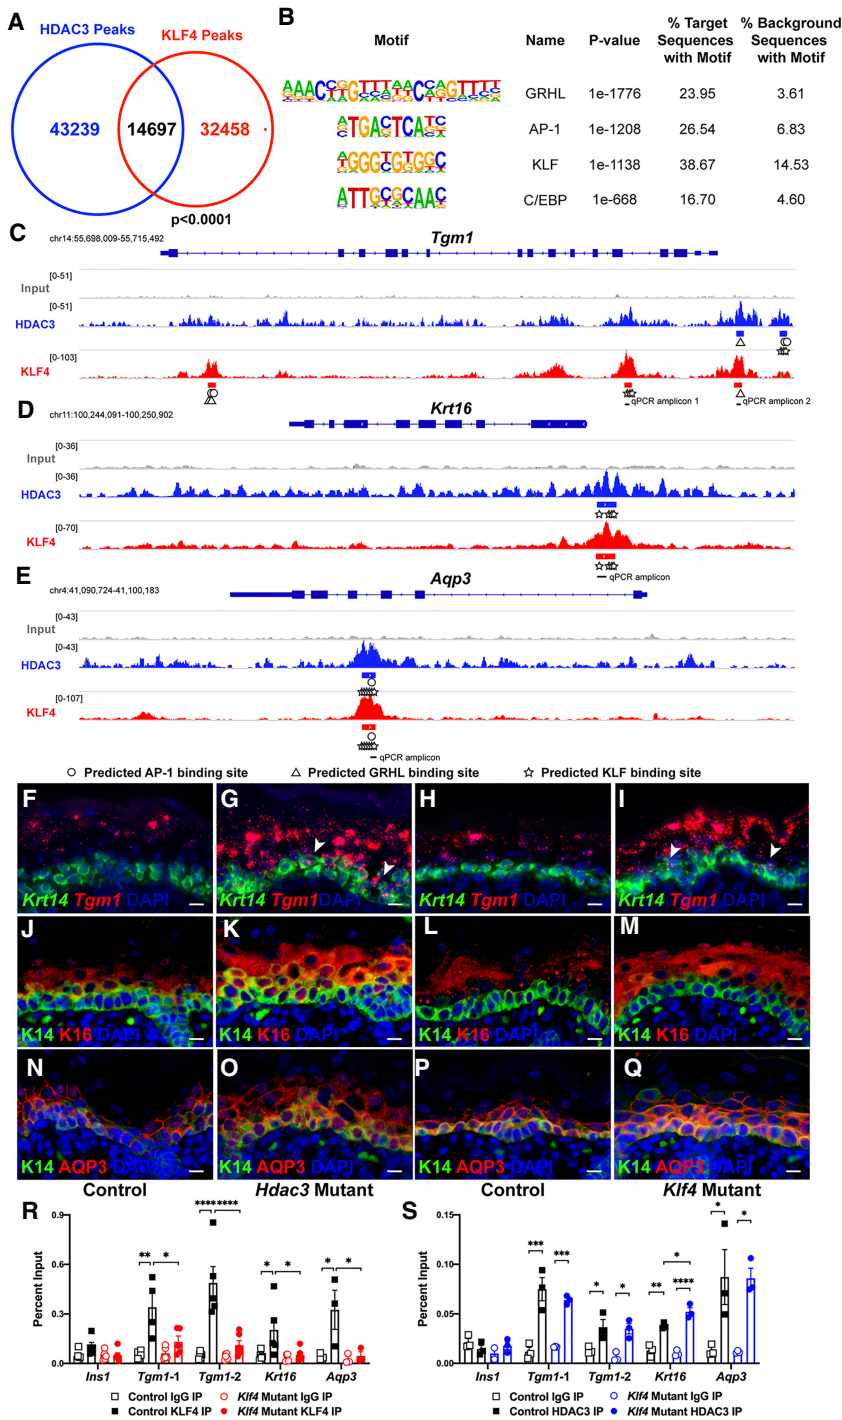 A
HDAC3 Peaks
KLF4 Peaks
43239
14697
32458
p<0.0001
B
Motif Name P-value % Target Sequences with Motif % Background Sequences with Motif
GRHL 1e-1776 23.95 3.61
AP-1 1e-1208 26.54 6.83
KLF 1e-1138 38.67 14.53
C/EBP 1e-668 16.70 4.60
C
chr14:55,698,009-55,715,492
Tgm1
[0-51]
Input
[0-51]
HDAC3
[0-103]
KLF4
qPCR amplicon 1
qPCR amplicon 2
D
chr11:100,244,091-100,250,902
Krt16
[0-36]
Input
[0-36]
HDAC3
[0-70]
KLF4
qPCR amplicon
E
chr4:41,090,724-41,100,183
Aqp3
[0-43]
Input
[0-43]
HDAC3
[0-107]
KLF4
qPCR amplicon
Predicted AP-1 binding site
Predicted GRHL binding site
Predicted KLF binding site
F
Krt14 Tgm1 DAPI
G
Krt14 Tgm1 DAPI
H
Krt14 Tgm1 DAPI
I
Krt14 Tgm1 DAPI
J
K14 K16 DAPI
K
K14 K16 DAPI
L
K14 K16 DAPI
M
K14 K16 DAPI
N
K14 AQP3 DAPI
O
K14 AQP3 DAPI
P
K14 AQP3 DAPI
Q
K14 AQP3 DAPI
Control
Hdac3 Mutant
Control
Klf4 Mutant
R
Percent Input
0.9
0.6
0.3
0.0
** *
**** ****
* *
* *
Ins1 Tgm1-1 Tgm1-2 Krt16 Aqp3
Control IgG IP
Klf4 Mutant IgG IP
Control KLF4 IP
Klf4 Mutant KLF4 IP
S
Percent Input
0.15
0.10
0.05
0.00
*** ***
* *
*
** ****
* *
Ins1 Tgm1-1 Tgm1-2 Krt16 Aqp3
Control IgG IP
Klf4 Mutant IgG IP
Control HDAC3 IP
Klf4 Mutant HDAC3 IP